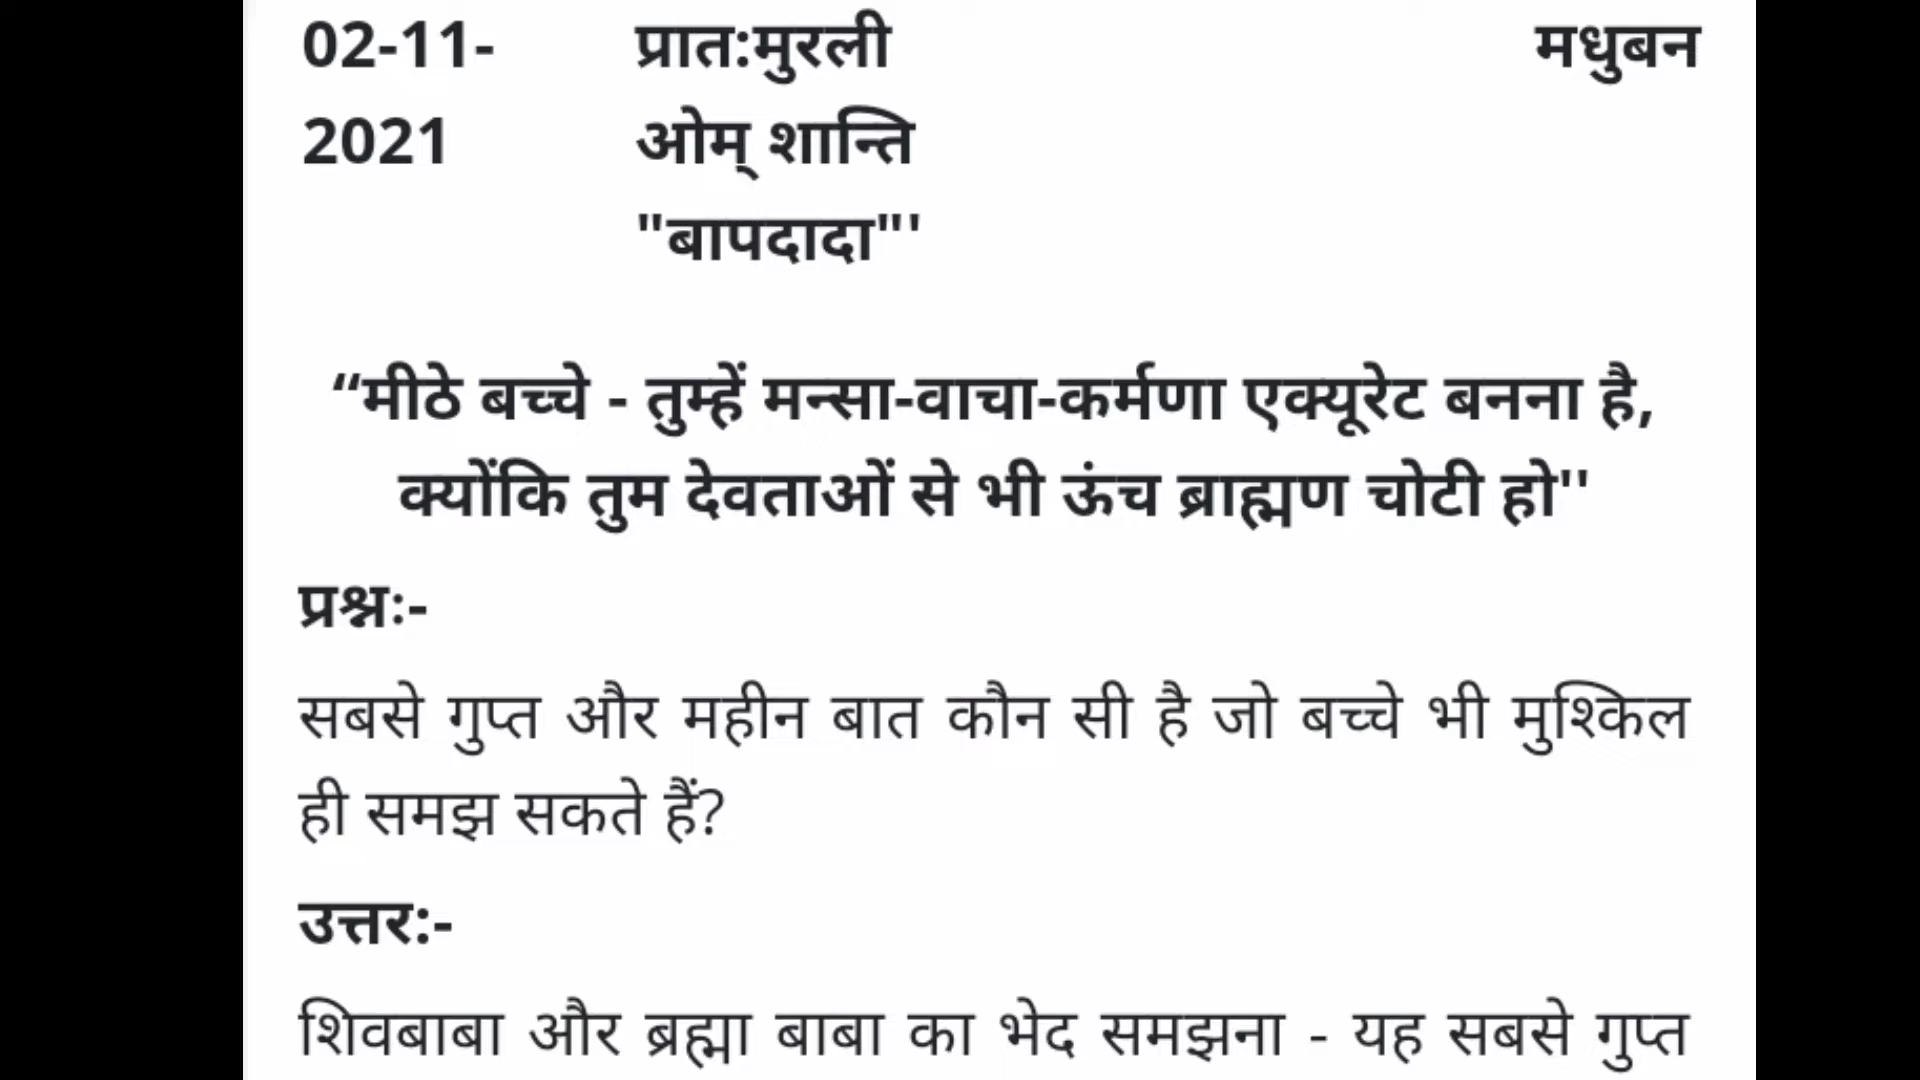 02-11- प्रात:मुरली मधुबन
2021 ओम् शान्ति
"बापदादा"'
“मीठे बच्चे - तुम्हें मन्सा-वाचा-कर्मणा एक्यूरेट बनना है,
क्योंकि तुम देवताओं से भी ऊंच ब्राह्मण चोटी हो''
प्रश्नः-
सबसे गुप्त और महीन बात कौन सी है जो बच्चे भी मुश्किल
ही समझ सकते हैं?
उत्तर:-
शिवबाबा और ब्रह्मा बाबा का भेद समझना - यह सबसे गुप्त